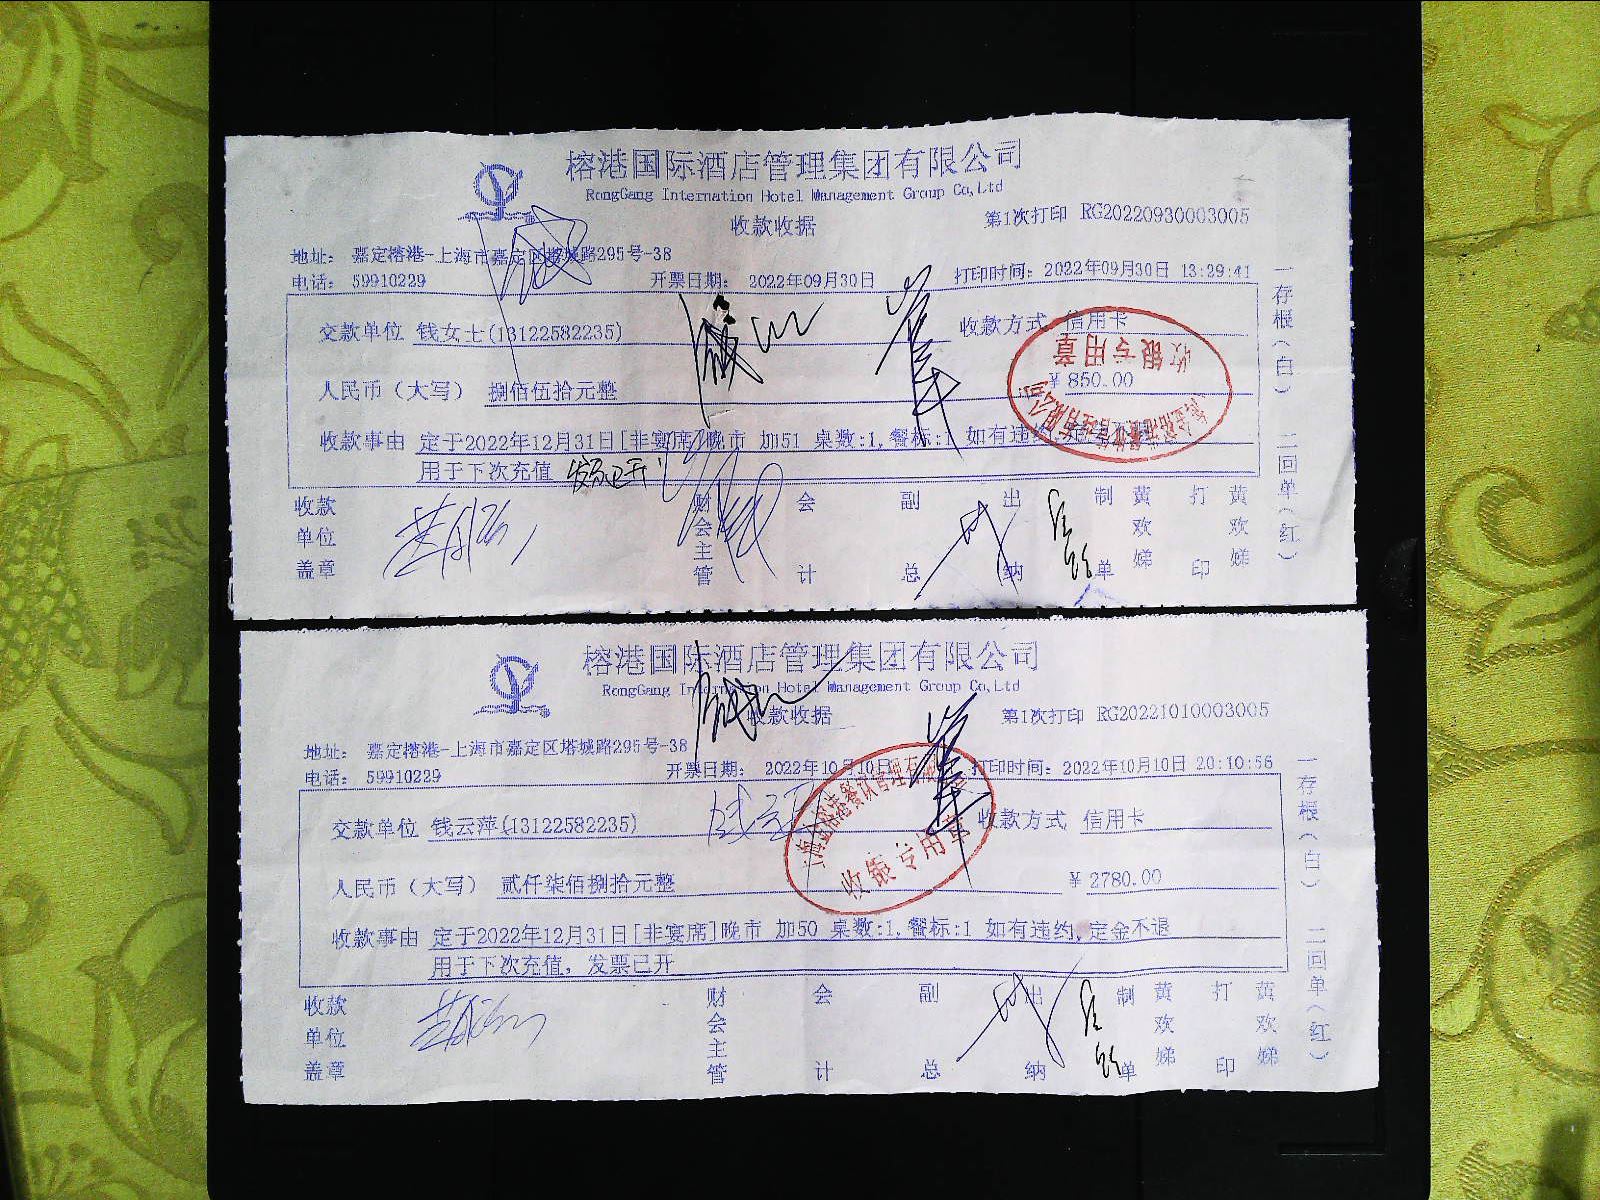 榕港国际酒店管理集团有限公司
RongGang Internation Hotel Management Group Co,Ltd
收款收据
第1次打印 RG20220930003005
地址: 嘉定榕港-上海市嘉定区塔城路295号-38
电话: 59910229
开票日期: 2022年09月30日
打印时间: 2022年09月30日 13:29:41
交款单位 钱女士(13122582235)
收款方式 信用卡
人民币(大写) 捌佰伍拾元整
¥ 850.00
收款事由 定于2022年12月31日[非宴席]晚市 加51 桌数:1,餐标:1 如有违约,
用于下次充值 发票已开
收款单位盖章 财会主管 会计 副总 出纳 制单 黄欢娣 打印 黄欢娣
一存根(白) 二回单(红)
收银专用章
榕港国际酒店管理集团有限公司
RongGang Internation Hotel Management Group Co,Ltd
收款收据
第1次打印 RG20221010003005
地址: 嘉定榕港-上海市嘉定区塔城路295号-38
电话: 59910229
开票日期: 2022年10月10日
打印时间: 2022年10月10日 20:10:56
交款单位 钱云萍(13122582235)
收款方式 信用卡
人民币(大写) 贰仟柒佰捌拾元整
¥ 2780.00
收款事由 定于2022年12月31日[非宴席]晚市 加50 桌数:1,餐标:1 如有违约,定金不退
用于下次充值, 发票已开
收款单位盖章 财会主管 会计 副总 出纳 制单 黄欢娣 打印 黄欢娣
一存根(白) 二回单(红)
收银专用章